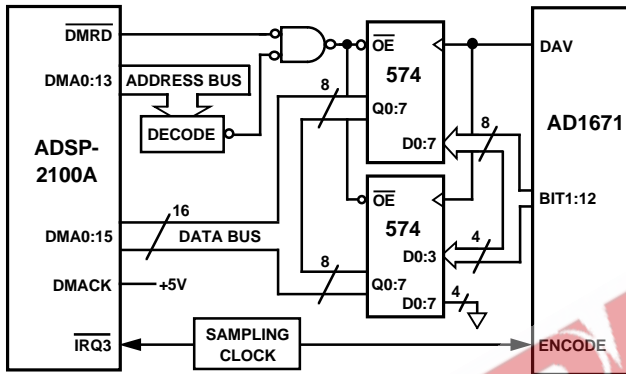 DMRD
DMA0:13
ADDRESS BUS
DECODE
ADSP-
2100A
16
DMA0:15
DATA BUS
DMACK
+5V
IRQ3
SAMPLING
CLOCK
8
OE
574
Q0:7
D0:7
8
8
OE
574
D0:3
4
Q0:7
D0:7
4
DAV
AD1671
BIT1:12
ENCODE